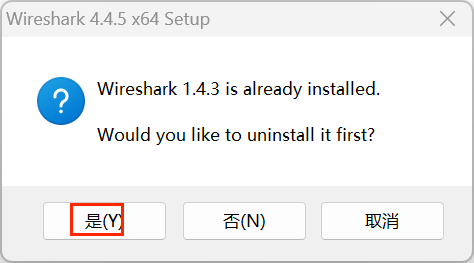 Wireshark 4.4.5 x64 Setup
Wireshark 1.4.3 is already installed.
Would you like to uninstall it first?
是(Y)
否(N)
取消